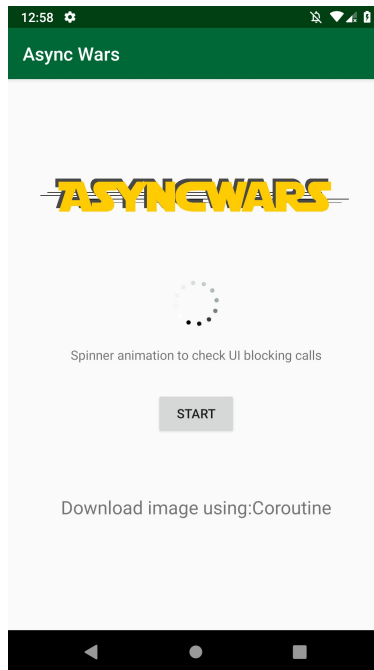 12:58
Async Wars
ASYNCWARS
Spinner animation to check UI blocking calls
START
Download image using:Coroutine